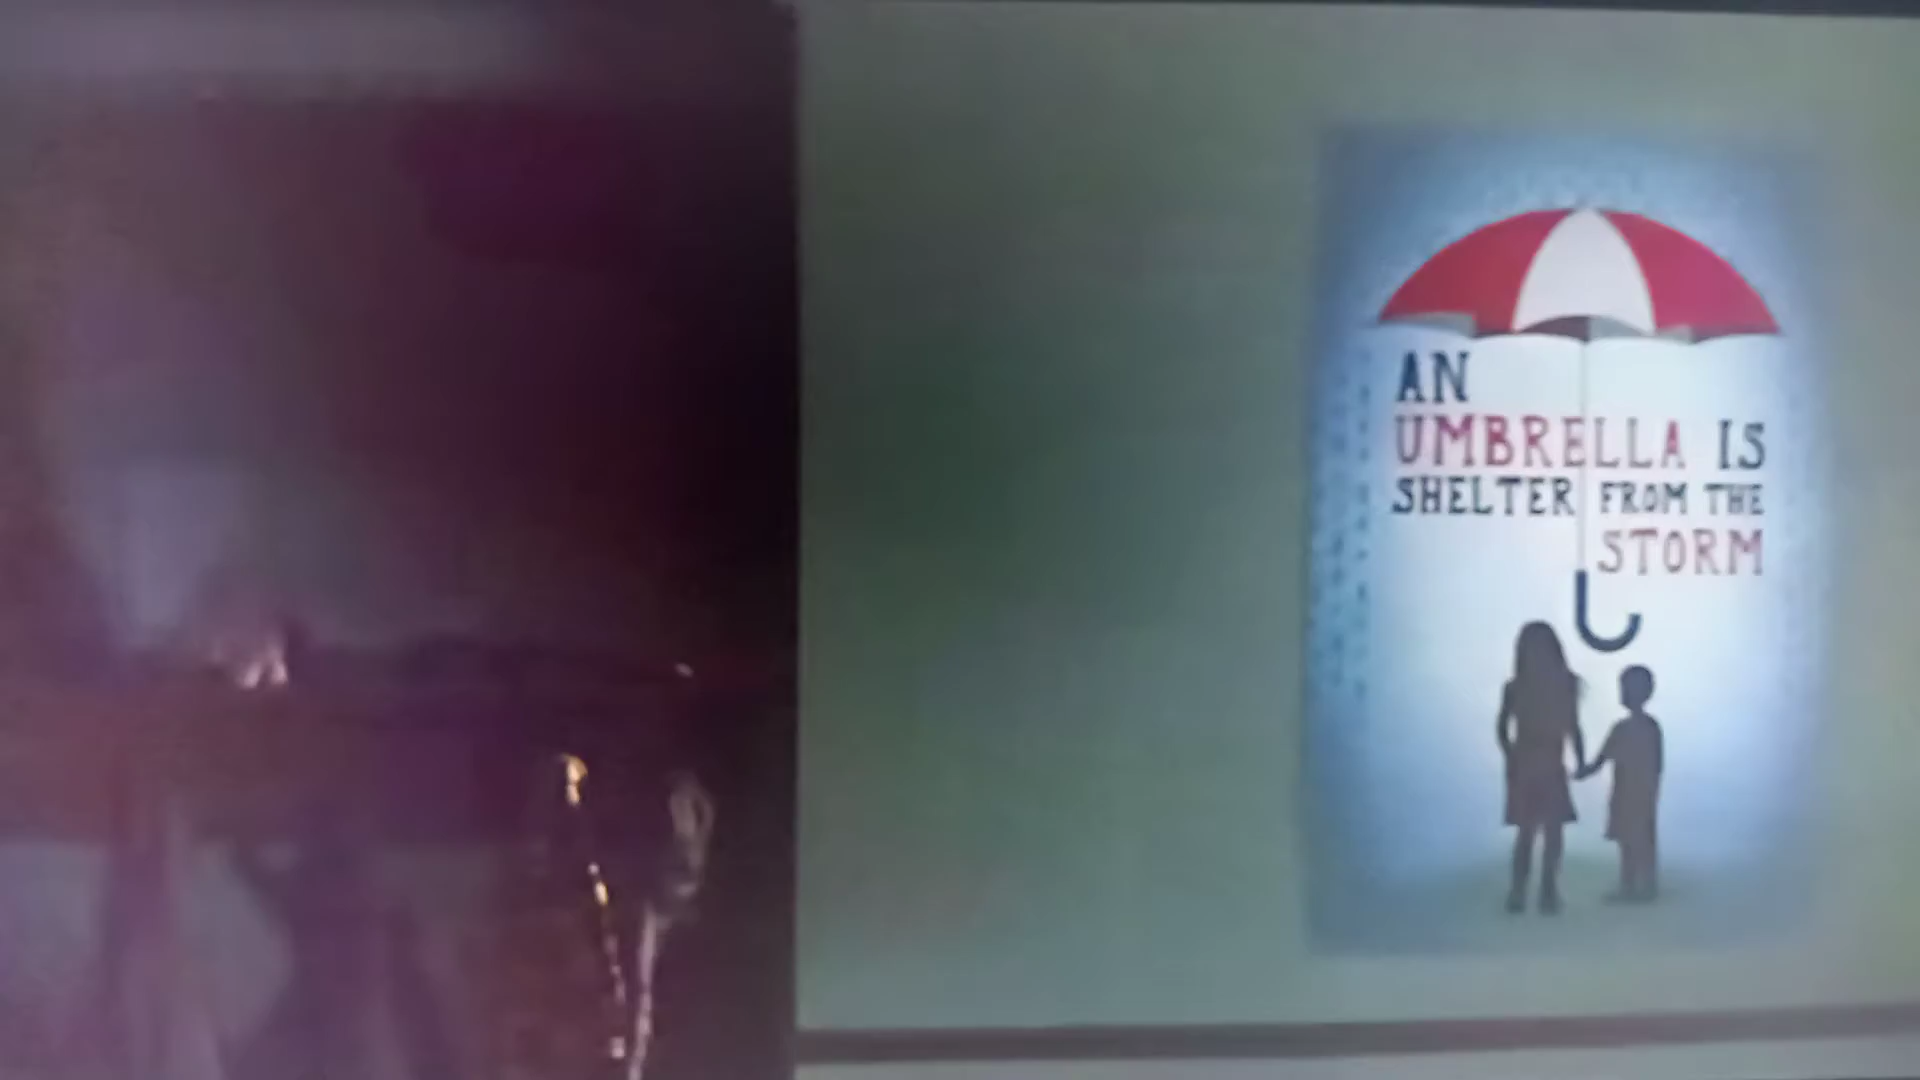 AN
UMBRELLA IS
SHELTER FROM THE
STORM